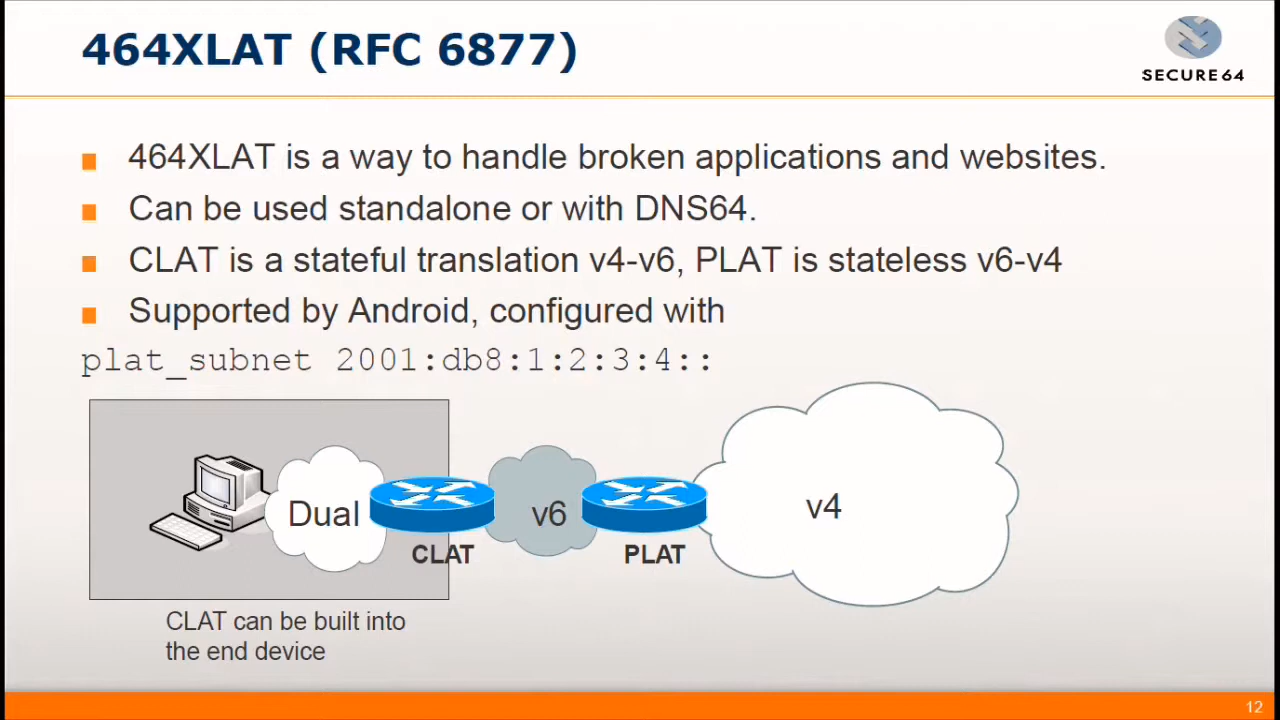 464XLAT (RFC 6877)
SECURE64
464XLAT is a way to handle broken applications and websites.
Can be used standalone or with DNS64.
CLAT is a stateful translation v4-v6, PLAT is stateless v6-v4
Supported by Android, configured with
plat_subnet 2001:db8:1:2:3:4::
Dual
v6
v4
CLAT
PLAT
CLAT can be built into
the end device
12